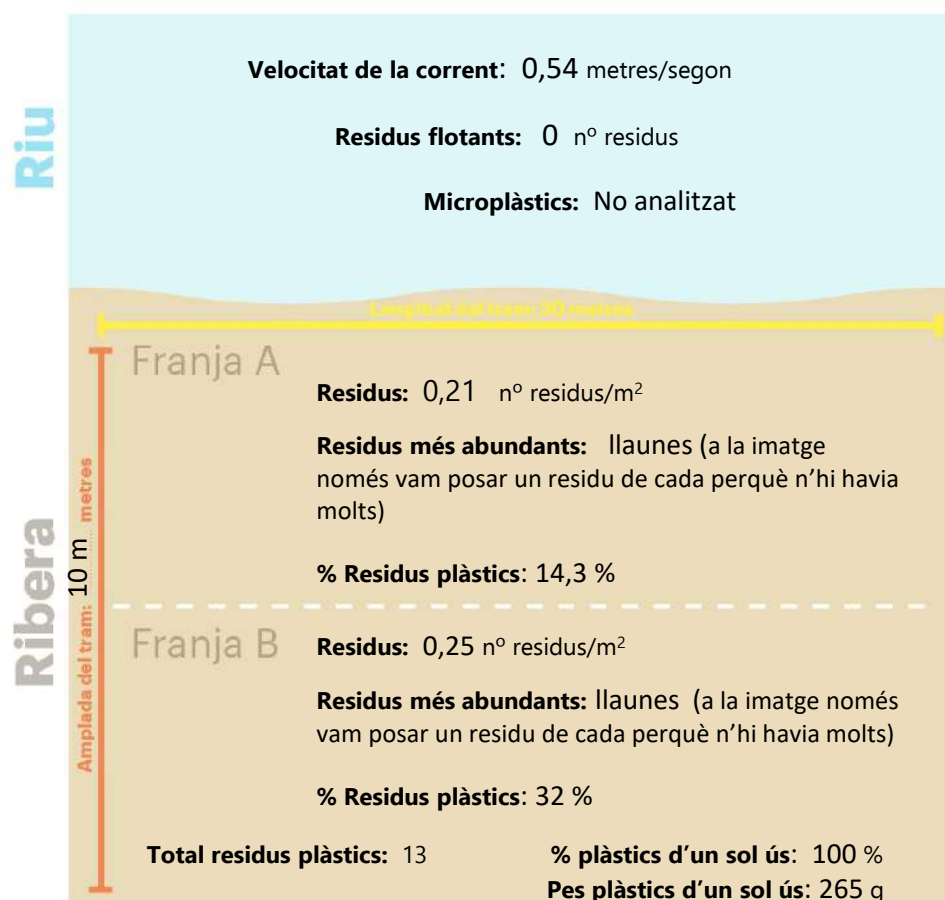 Velocitat de la corrent: 0,54 metres/segon
Residus flotants: 0 nº residus
Microplàstics: No analitzat
Riu
Longitud del tram: 20 metres
Franja A
Residus: 0,21 nº residus/m²
Residus més abundants: llaunes (a la imatge
només vam posar un residu de cada perquè n'hi havia
molts)
% Residus plàstics: 14,3 %
Ribera
Amplada del tram: 10 m metres
Franja B
Residus: 0,25 nº residus/m²
Residus més abundants: llaunes (a la imatge només
vam posar un residu de cada perquè n'hi havia molts)
% Residus plàstics: 32 %
Total residus plàstics: 13
% plàstics d'un sol ús: 100 %
Pes plàstics d'un sol ús: 265 g